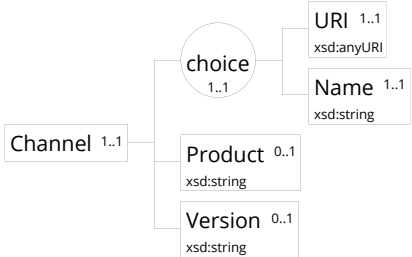 URI 1..1
xsd:anyURI
choice
1..1
Name 1..1
xsd:string
Channel 1..1
Product 0..1
xsd:string
Version 0..1
xsd:string